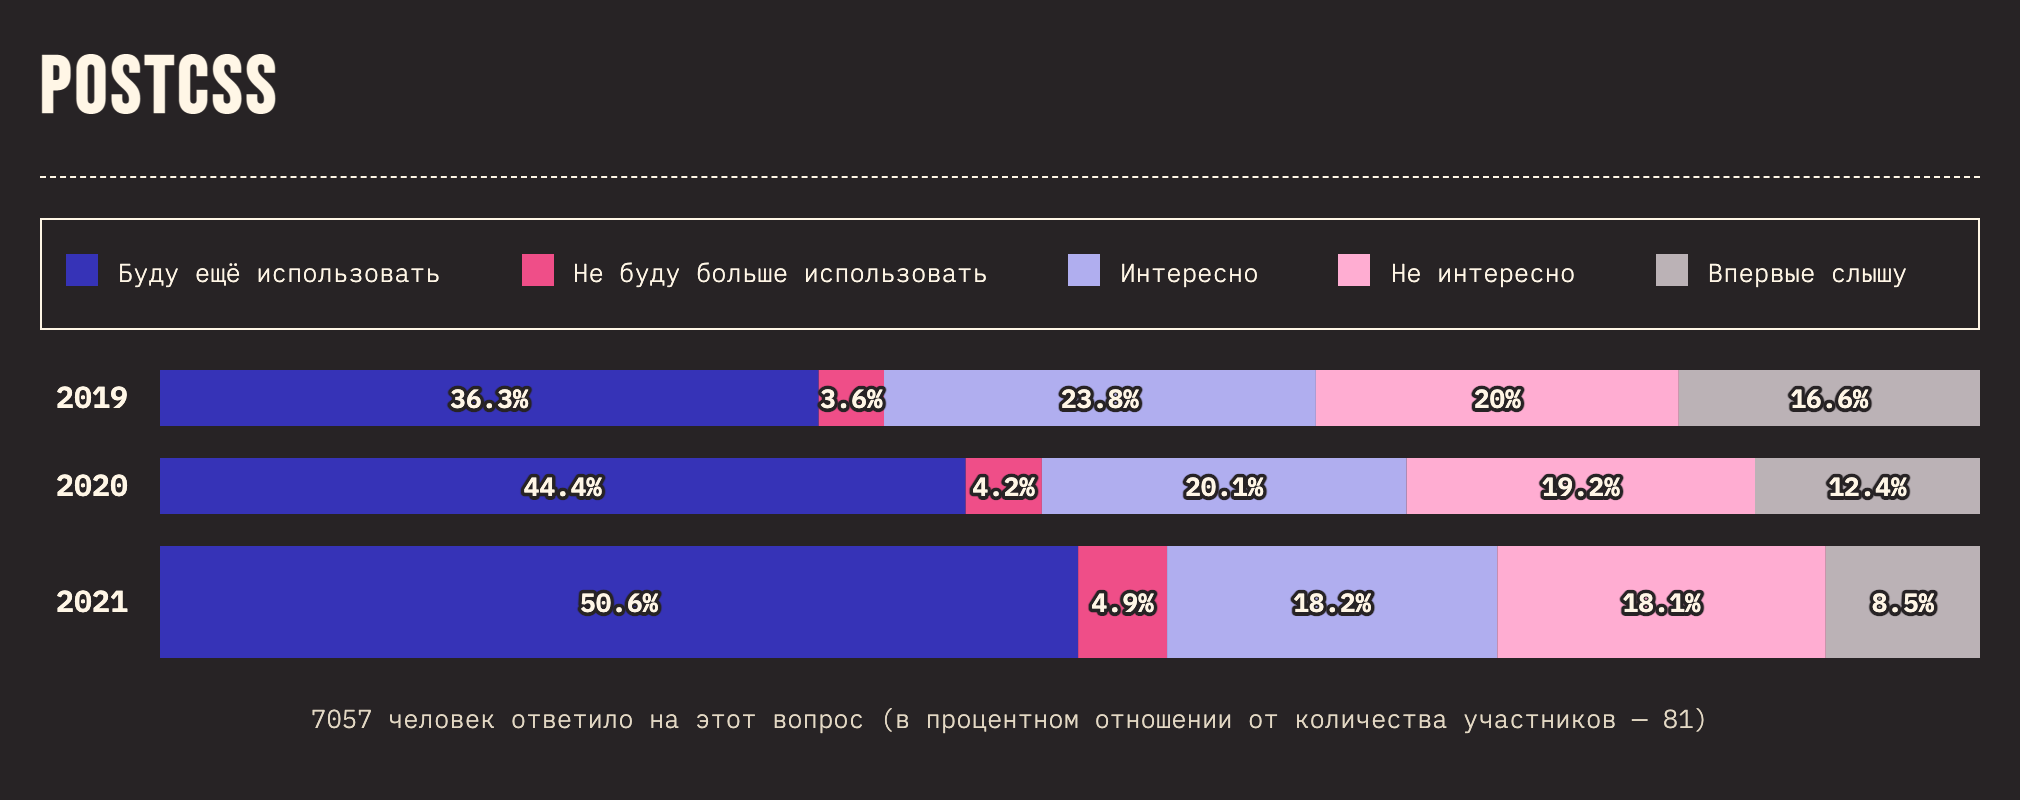 POSTCSS
Буду ещё использовать Не буду больше использовать Интересно Не интересно Впервые слышу
2019 36.3% 3.6% 23.8% 20% 16.6%
2020 44.4% 4.2% 20.1% 19.2% 12.4%
2021 50.6% 4.9% 18.2% 18.1% 8.5%
7057 человек ответило на этот вопрос (в процентном отношении от количества участников — 81)